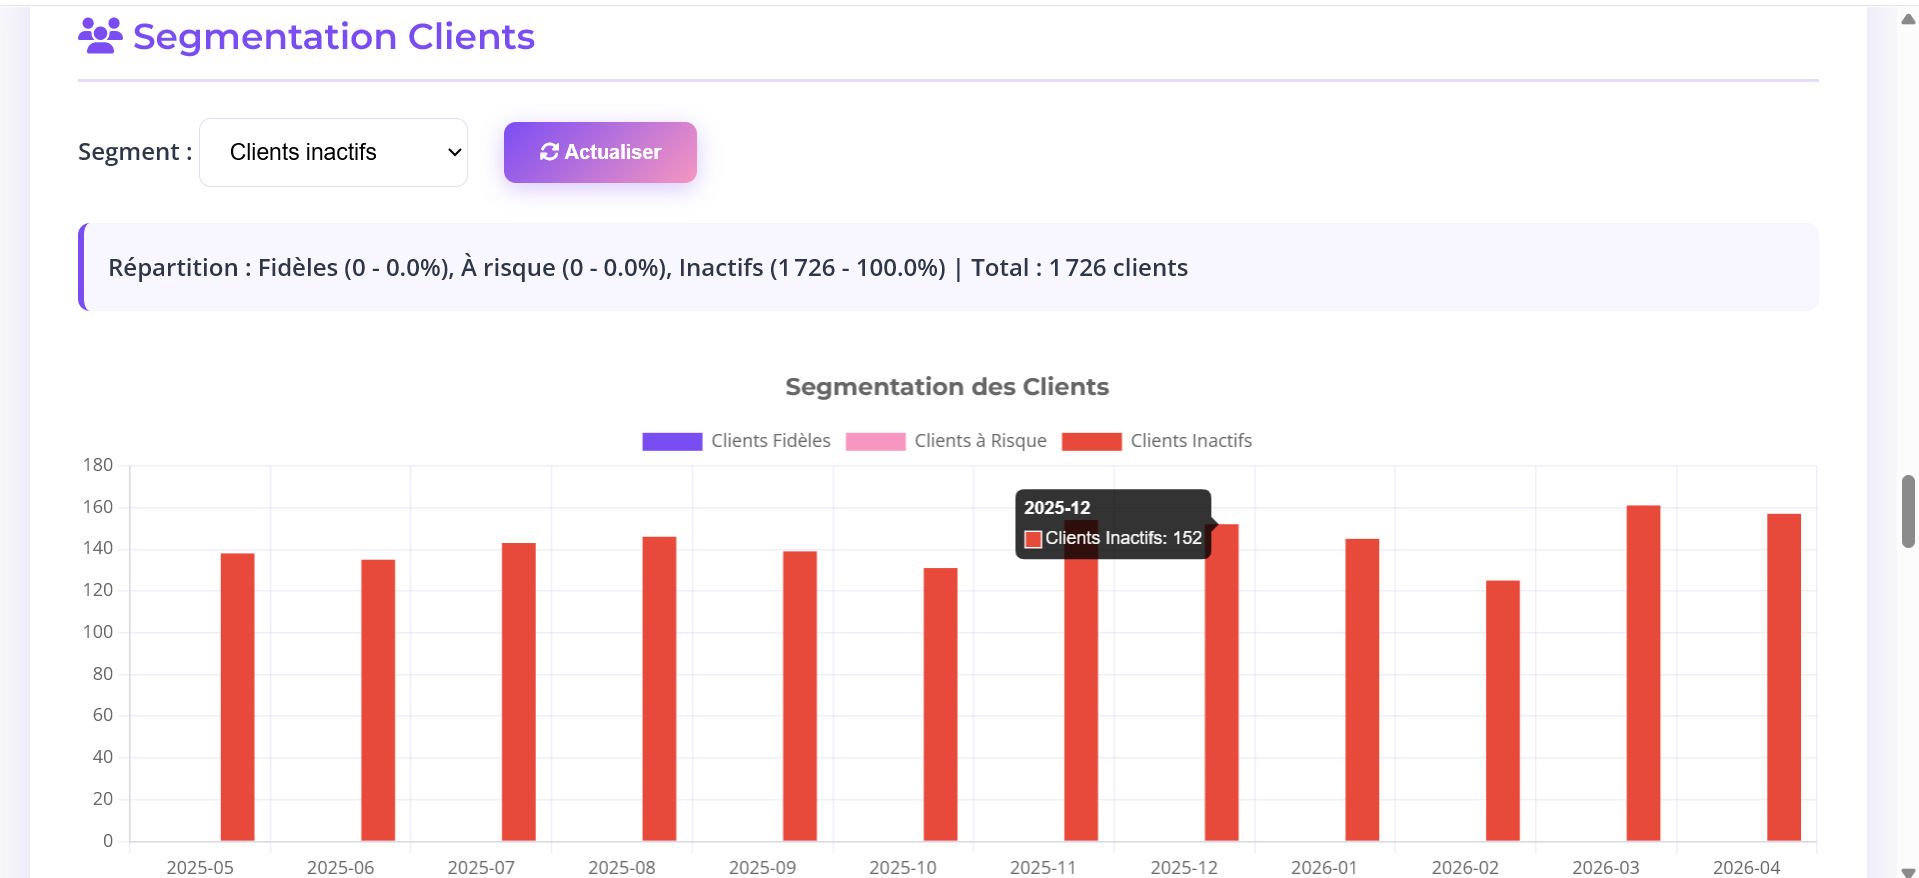 Segmentation Clients
Segment : Clients inactifs Actualiser
Répartition : Fidèles (0 - 0.0%), À risque (0 - 0.0%), Inactifs (1 726 - 100.0%) | Total : 1 726 clients
Segmentation des Clients
Clients Fidèles Clients à Risque Clients Inactifs
180
160
140
120
100
80
60
40
20
0
2025-12
Clients Inactifs: 152
2025-05 2025-06 2025-07 2025-08 2025-09 2025-10 2025-11 2025-12 2026-01 2026-02 2026-03 2026-04